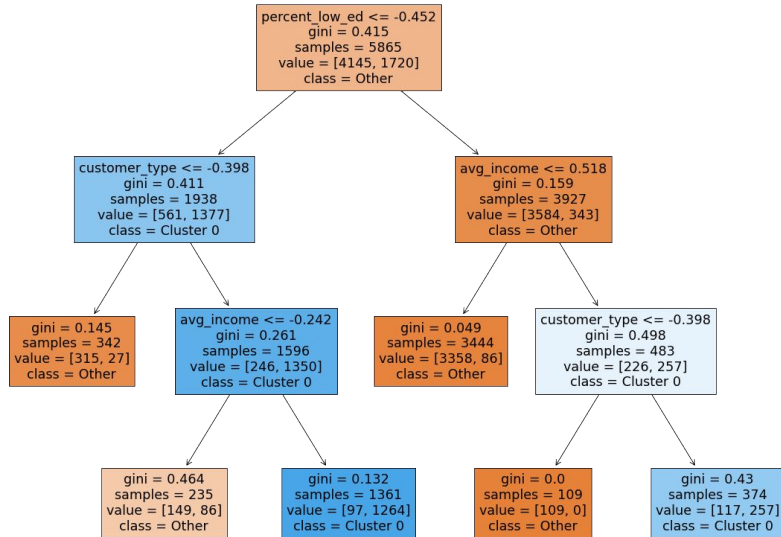 percent_low_ed <= -0.452
gini = 0.415
samples = 5865
value = [4145, 1720]
class = Other
customer_type <= -0.398
gini = 0.411
samples = 1938
value = [561, 1377]
class = Cluster 0
avg_income <= 0.518
gini = 0.159
samples = 3927
value = [3584, 343]
class = Other
gini = 0.145
samples = 342
value = [315, 27]
class = Other
avg_income <= -0.242
gini = 0.261
samples = 1596
value = [246, 1350]
class = Cluster 0
gini = 0.049
samples = 3444
value = [3358, 86]
class = Other
customer_type <= -0.398
gini = 0.498
samples = 483
value = [226, 257]
class = Cluster 0
gini = 0.464
samples = 235
value = [149, 86]
class = Other
gini = 0.132
samples = 1361
value = [97, 1264]
class = Cluster 0
gini = 0.0
samples = 109
value = [109, 0]
class = Other
gini = 0.43
samples = 374
value = [117, 257]
class = Cluster 0